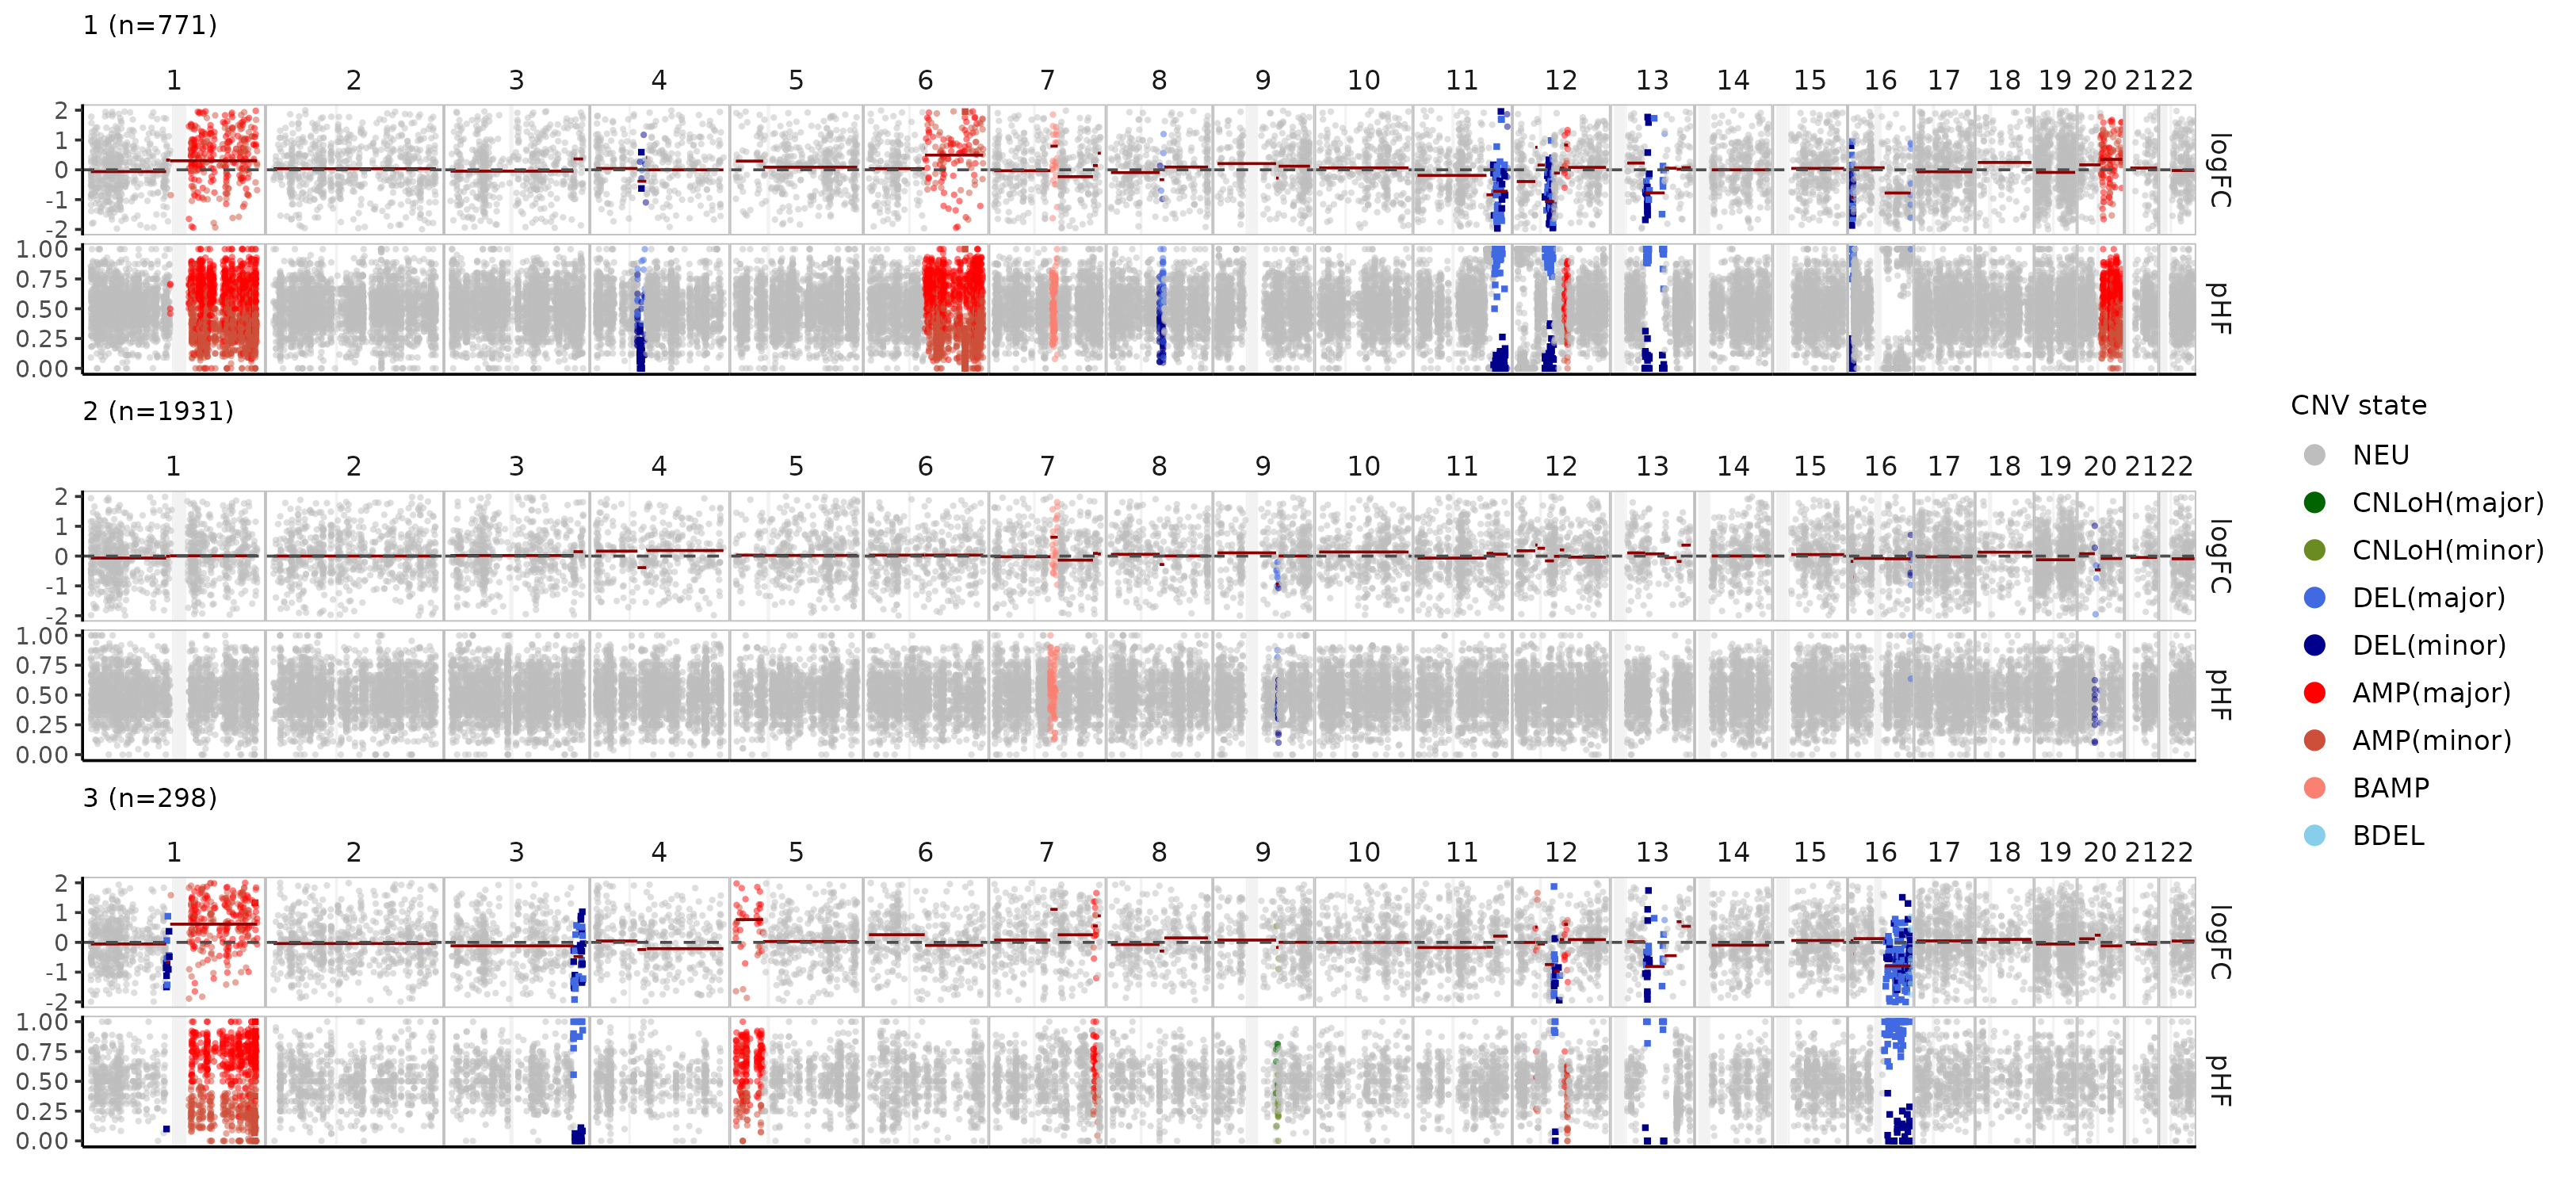 1 (n=771)
1 2 3 4 5 6 7 8 9 10 11 12 13 14 15 16 17 18 19 20 21 22
2
1
0
-1
-2
logFC
1.00
0.75
0.50
0.25
0.00
pHF
2 (n=1931)
1 2 3 4 5 6 7 8 9 10 11 12 13 14 15 16 17 18 19 20 21 22
2
1
0
-1
-2
logFC
1.00
0.75
0.50
0.25
0.00
pHF
3 (n=298)
1 2 3 4 5 6 7 8 9 10 11 12 13 14 15 16 17 18 19 20 21 22
2
1
0
-1
-2
logFC
1.00
0.75
0.50
0.25
0.00
pHF
CNV state
NEU
CNLoH(major)
CNLoH(minor)
DEL(major)
DEL(minor)
AMP(major)
AMP(minor)
BAMP
BDEL